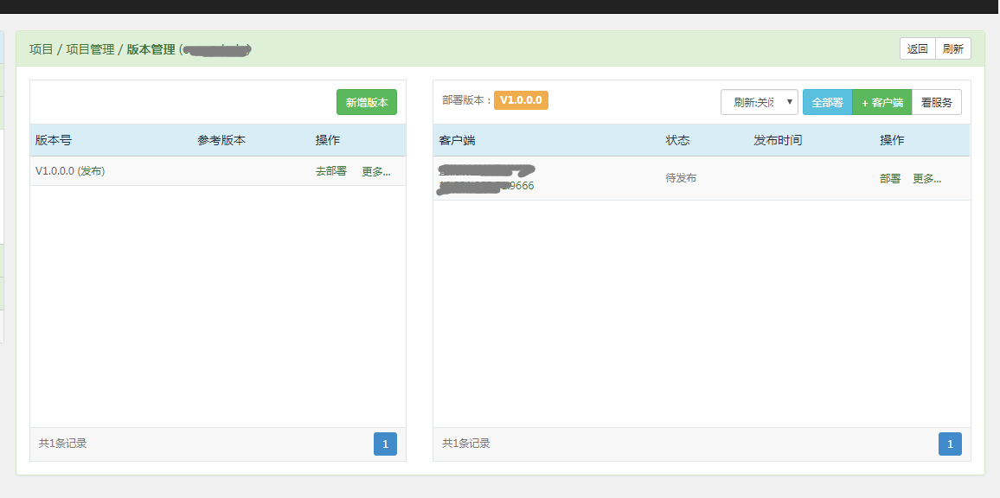 项目 / 项目管理 / 版本管理
返回 刷新
新增版本
版本号 参考版本 操作
V1.0.0.0 (发布) 去部署 更多...
共1条记录 1
部署版本： V1.0.0.0 刷新:关闭 全部署 + 客户端 看服务
客户端 状态 发布时间 操作
9666 待发布 部署 更多...
共1条记录 1